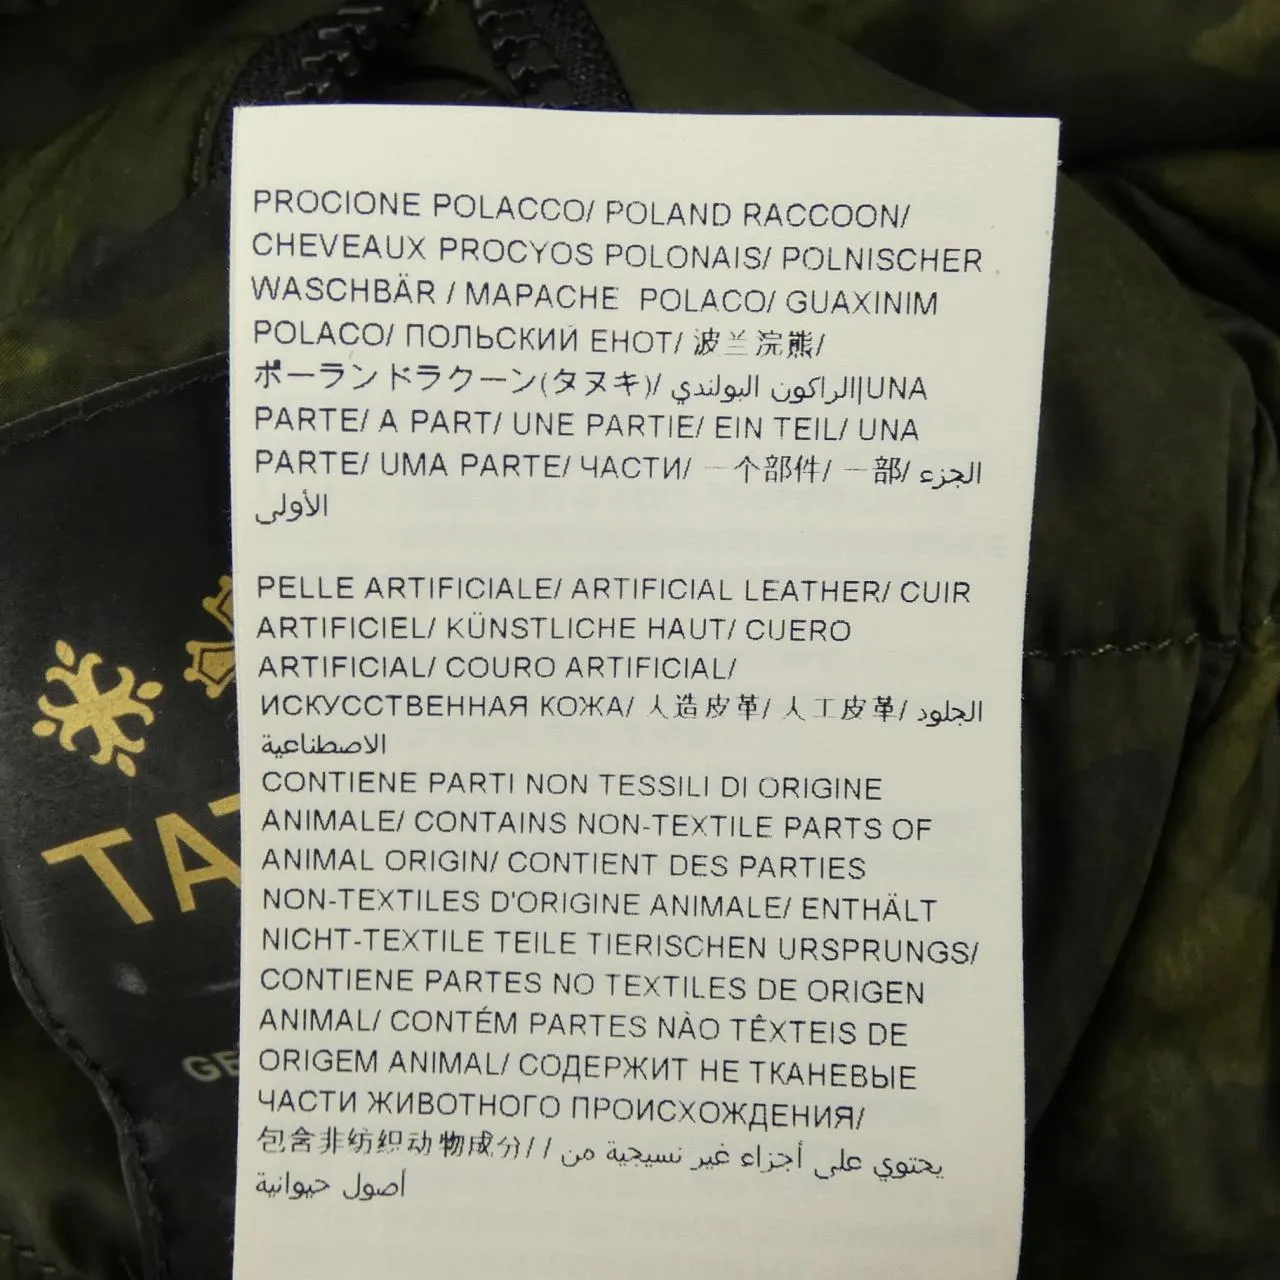 PROCIONE POLACCO/ POLAND RACCOON/
CHEVEAUX PROCYOS POLONAIS/ POLNISCHER
WASCHBÄR / MAPACHE POLACO/ GUAXINIM
POLACO/ ПОЛЬСКИЙ ЕНОТ/ 波兰浣熊/
ポーランドラクーン(タヌキ)/ الراكون البولندي|UNA
PARTE/ A PART/ UNE PARTIE/ EIN TEIL/ UNA
PARTE/ UMA PARTE/ ЧАСТИ/ 一个部件/ 一部/ الجزء
الأولى
PELLE ARTIFICIALE/ ARTIFICIAL LEATHER/ CUIR
ARTIFICIEL/ KÜNSTLICHE HAUT/ CUERO
ARTIFICIAL/ COURO ARTIFICIAL/
ИСКУССТВЕННАЯ КОЖА/ 人造皮革/ 人工皮革/ الجلود
الاصطناعية
CONTIENE PARTI NON TESSILI DI ORIGINE
ANIMALE/ CONTAINS NON-TEXTILE PARTS OF
ANIMAL ORIGIN/ CONTIENT DES PARTIES
NON-TEXTILES D'ORIGINE ANIMALE/ ENTHÄLT
NICHT-TEXTILE TEILE TIERISCHEN URSPRUNGS/
CONTIENE PARTES NO TEXTILES DE ORIGEN
ANIMAL/ CONTÉM PARTES NÀO TÊXTEIS DE
ORIGEM ANIMAL/ СОДЕРЖИТ НЕ ТКАНЕВЫЕ
ЧАСТИ ЖИВОТНОГО ПРОИСХОЖДЕНИЯ/
包含非纺织动物成分/ / يحتوي على أجزاء غير نسيجية من
أصول حيوانية
TAT
GE